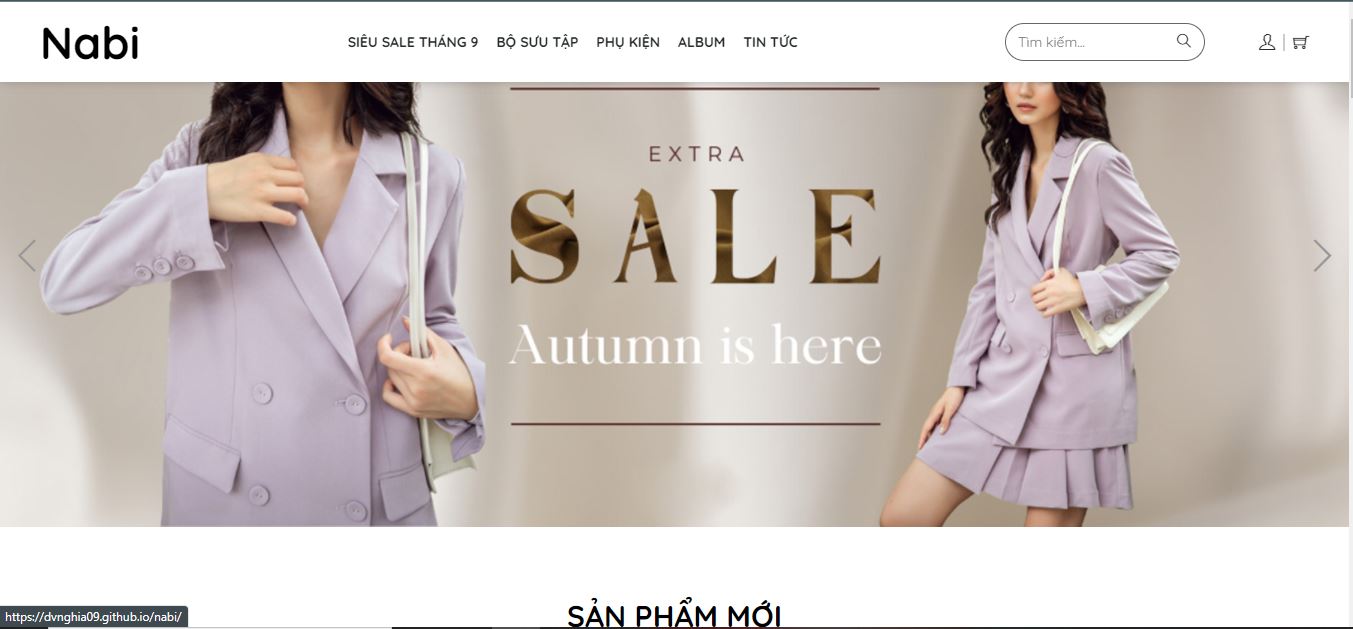 Nabi
SIÊU SALE THÁNG 9 BỘ SƯU TẬP PHỤ KIỆN ALBUM TIN TỨC
Tìm kiếm...
EXTRA
SALE
Autumn is here
SẢN PHẨM MỚI
https://dvnghia09.github.io/nabi/